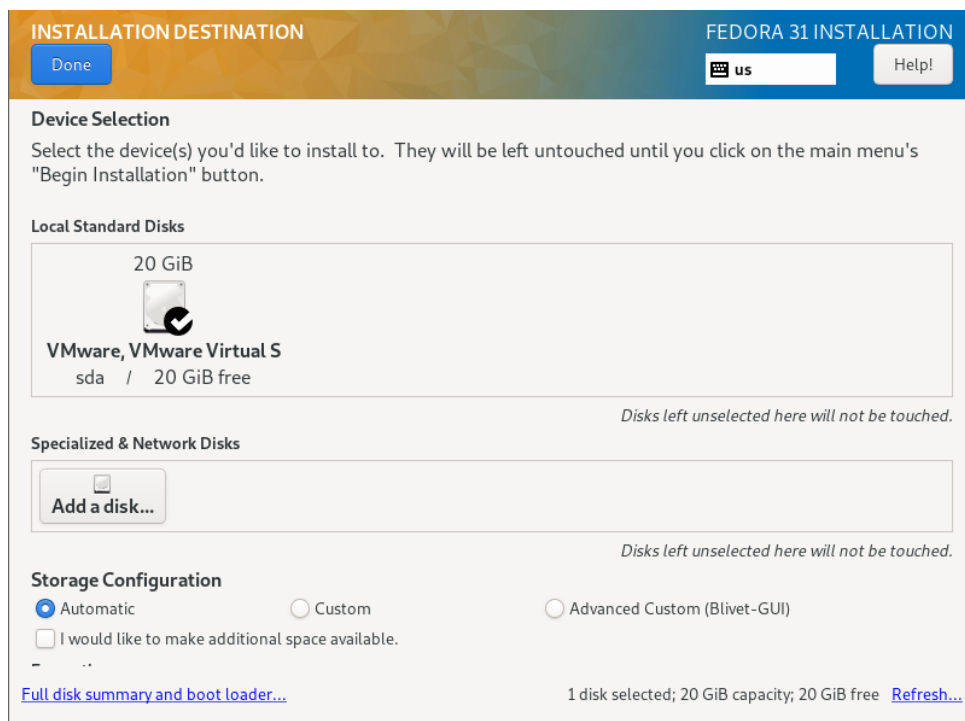 INSTALLATION DESTINATION
FEDORA 31 INSTALLATION
Done
us
Help!
Device Selection
Select the device(s) you'd like to install to. They will be left untouched until you click on the main menu's
"Begin Installation" button.
Local Standard Disks
20 GiB
VMware, VMware Virtual S
sda / 20 GiB free
Disks left unselected here will not be touched.
Specialized & Network Disks
Add a disk...
Disks left unselected here will not be touched.
Storage Configuration
Automatic
Custom
Advanced Custom (Blivet-GUI)
I would like to make additional space available.
Full disk summary and boot loader...
1 disk selected; 20 GiB capacity; 20 GiB free
Refresh...